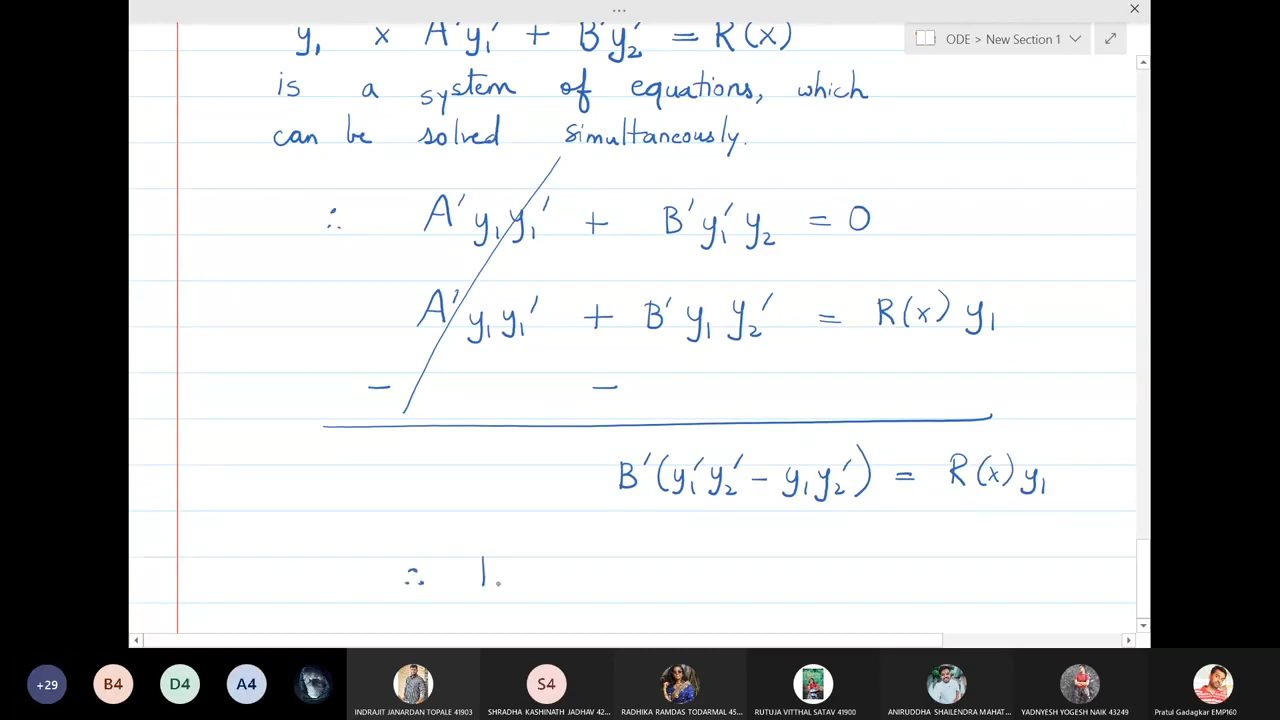 ODE > New Section 1
y₁ × A'y₁' + B'y₂' = R(x)
is a system of equations, which
can be solved simultaneously.
∴ A'y₁y₁' + B'y₁'y₂ = 0
A'y₁y₁' + B'y₁y₂' = R(x) y₁
− −
B'(y₁'y₂' − y₁y₂') = R(x)y₁
∴ 1.
+29 B4 D4 A4 S4
INDRAJIT JANARDAN TOPALE 41903 SHRADHA KASHINATH JADHAV 42... RADHIKA RAMDAS TODARMAL 45... RUTUJA VITTHAL SATAV 41900 ANIRUDDHA SHAILENDRA MAHAT... YADNYESH YOGESH NAIK 43249 Pratul Gadagkar EMP160